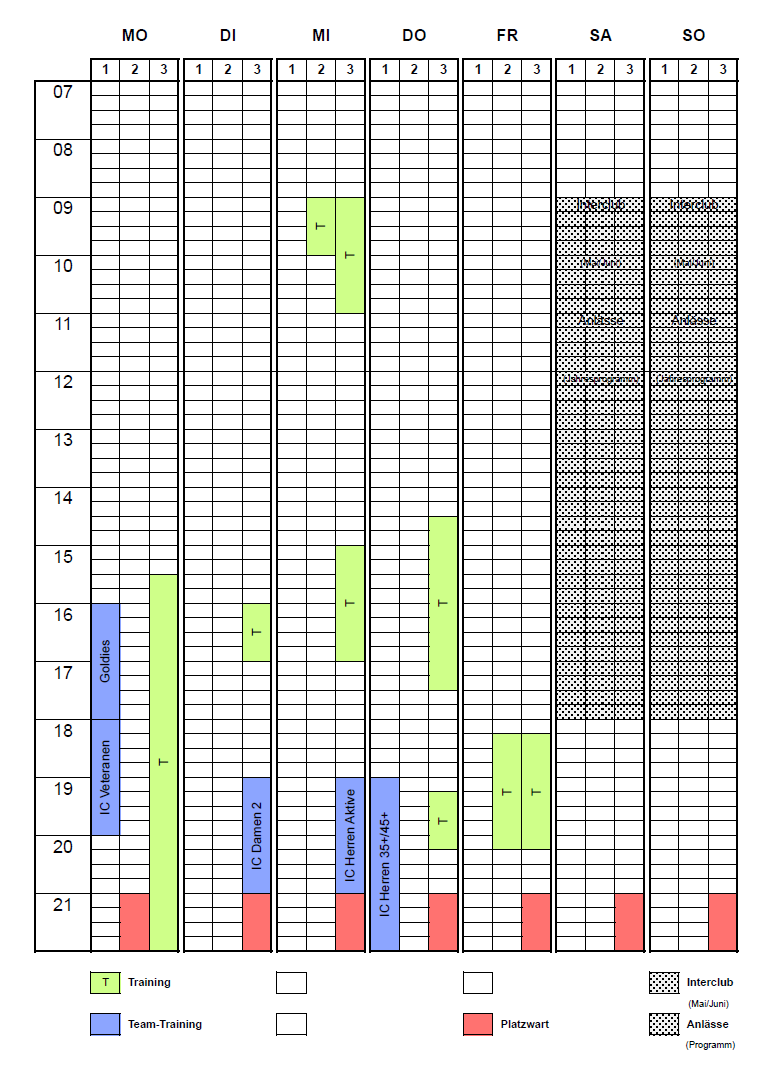 MO DI MI DO FR SA SO
1 2 3 1 2 3 1 2 3 1 2 3 1 2 3 1 2 3 1 2 3
07
08
09 Interclub Interclub
T
T
10 (Mai/Juni) (Mai/Juni)
11 Anlässe Anlässe
12 (Jahresprogramm) (Jahresprogramm)
13
14
15
16
T T
T
Goldies
17
18
IC Veteranen
T
19
T T
T
IC Damen 2
IC Herren Aktive
IC Herren 35+/45+
20
21
T Training
Interclub
(Mai/Juni)
Team-Training
Platzwart
Anlässe
(Programm)